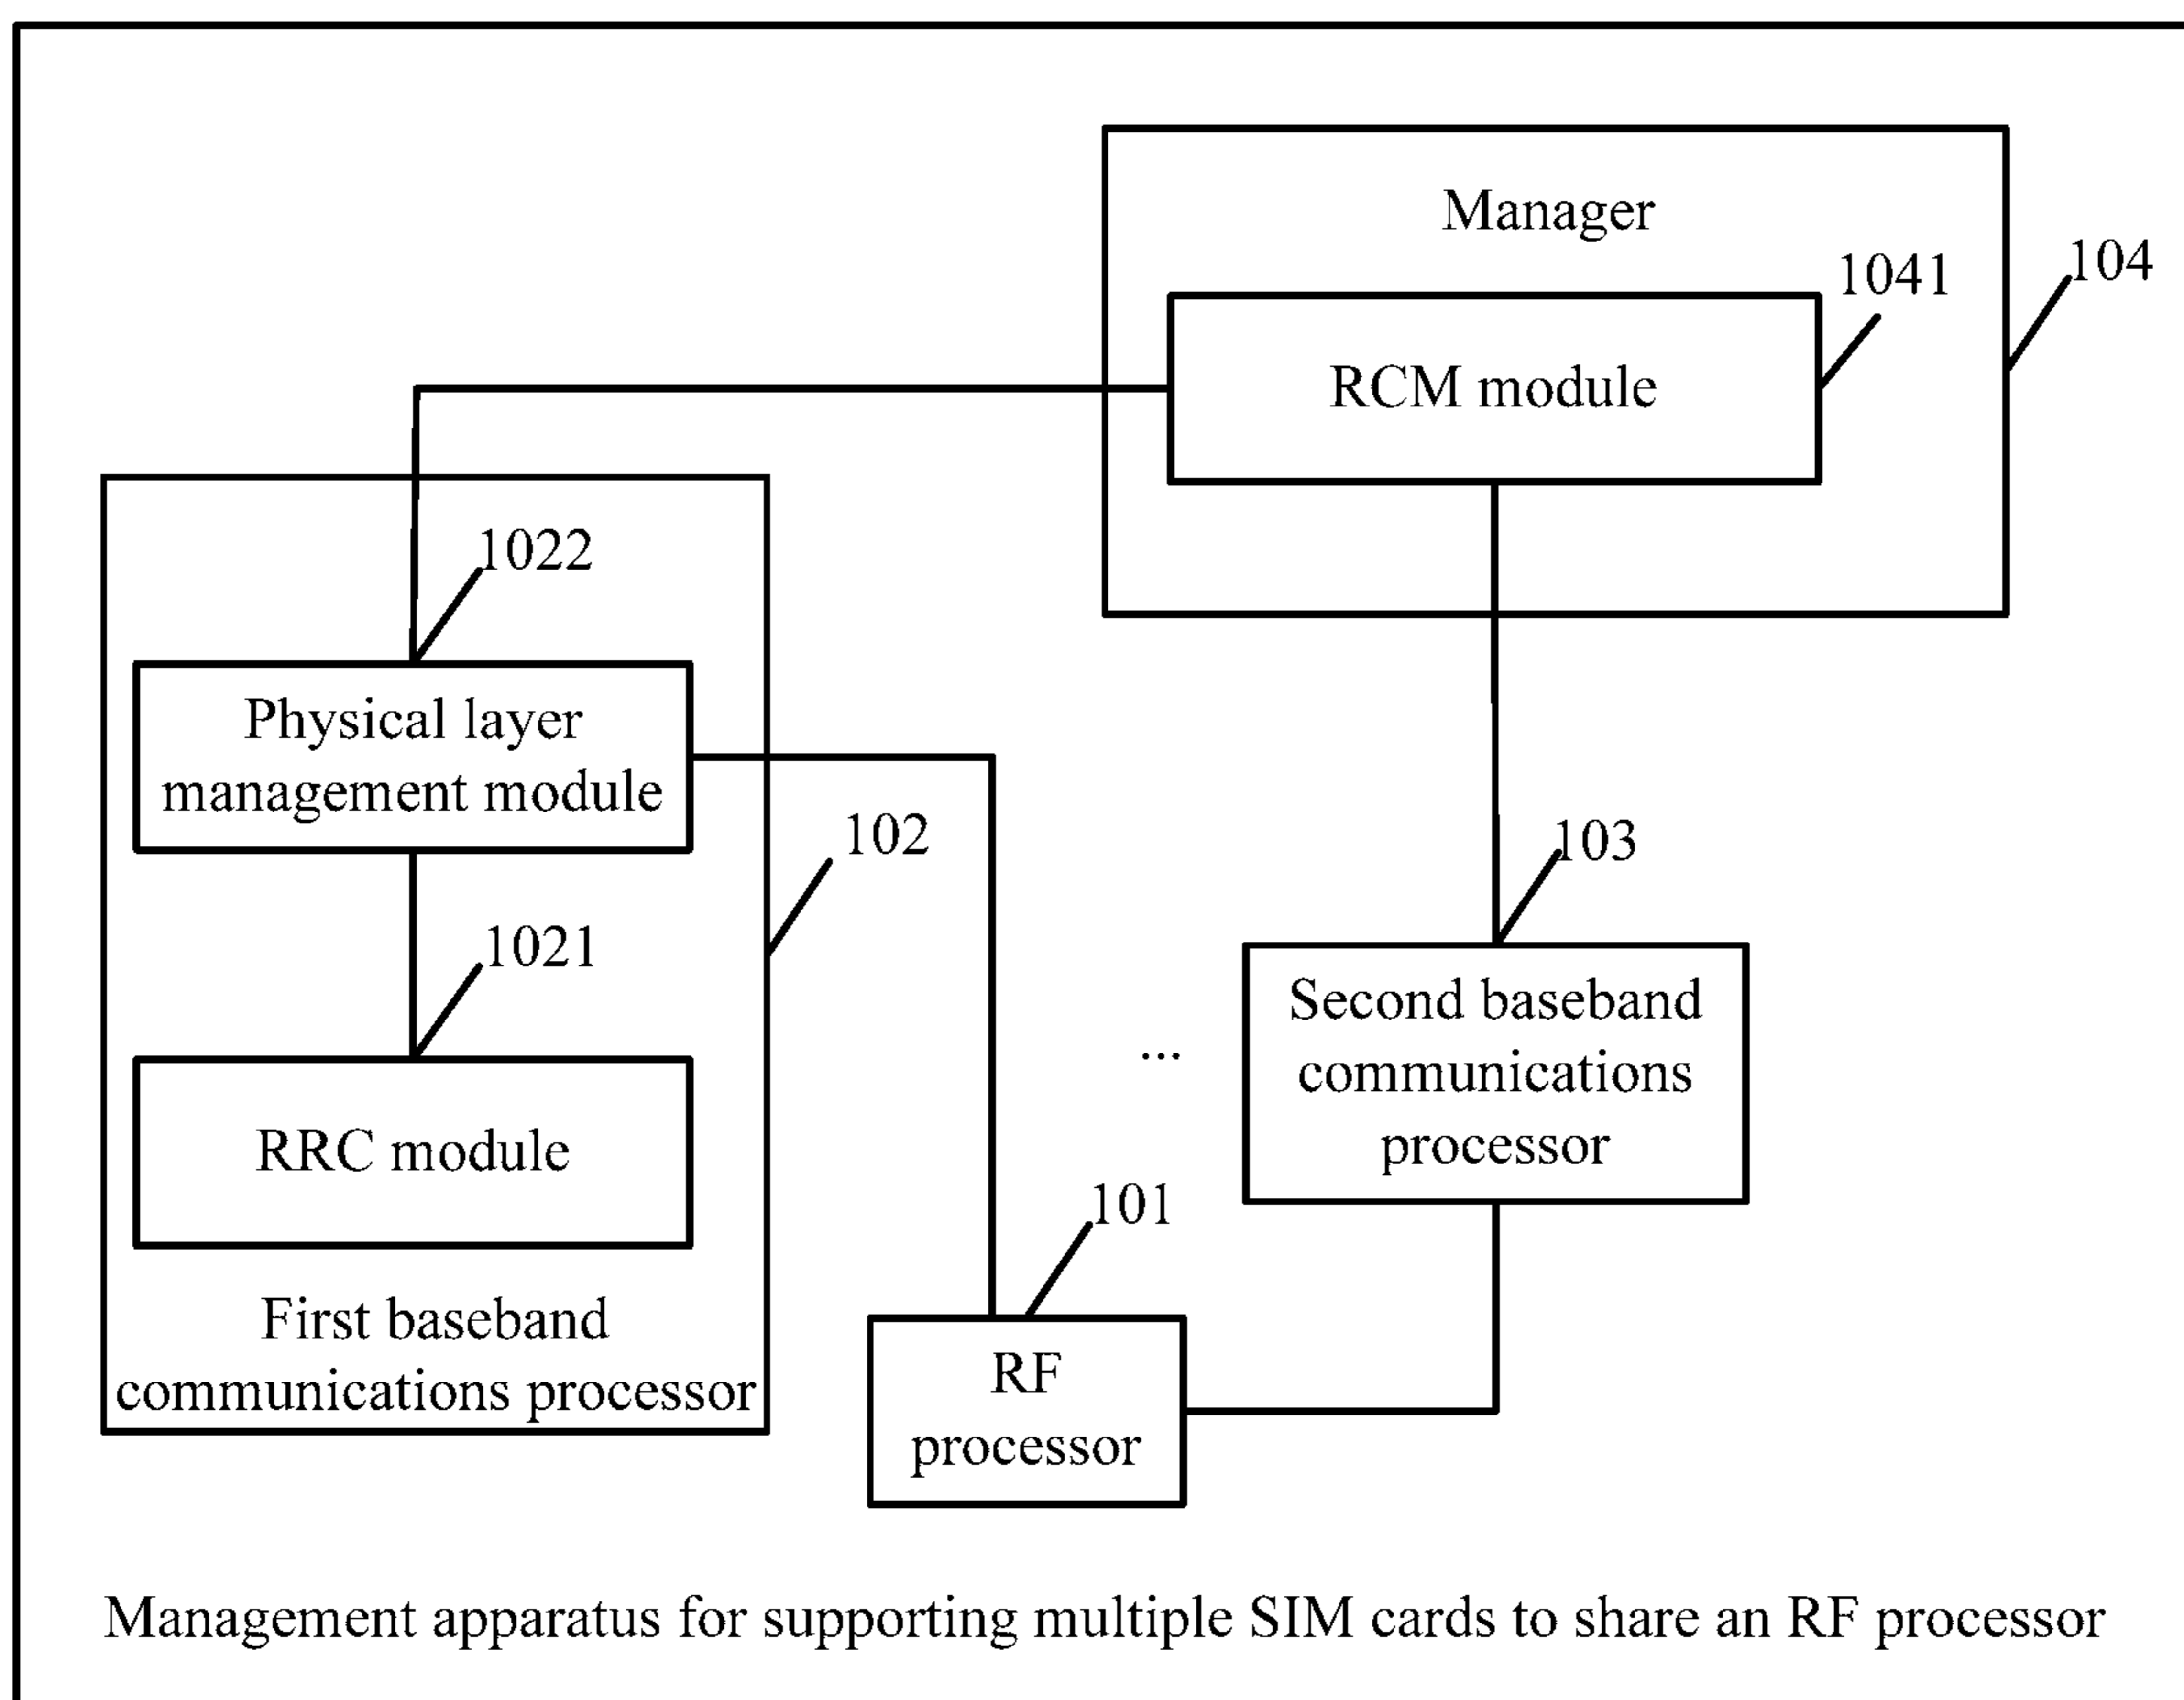 Manager
1041
104
RCM module
1022
Physical layer
management module
102
103
1021
Second baseband
communications
processor
...
RRC module
101
First baseband
communications processor
RF
processor
Management apparatus for supporting multiple SIM cards to share an RF processor